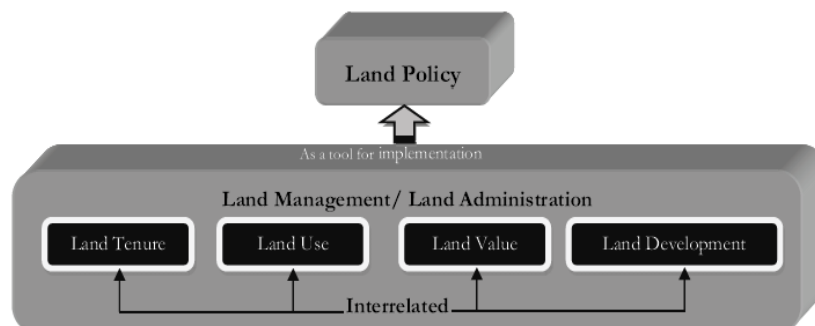 Land Policy
As a tool for implementation
Land Management/ Land Administration
Land Tenure
Land Use
Land Value
Land Development
Interrelated